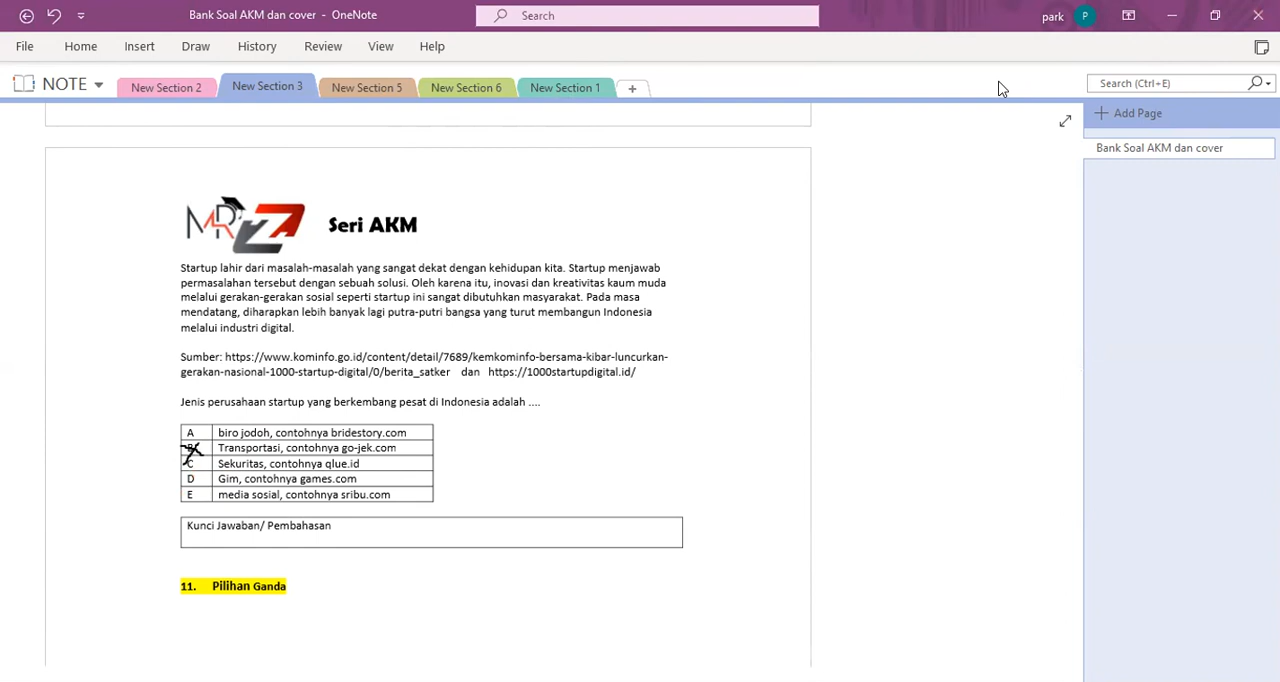 Bank Soal AKM dan cover - OneNote
Search
park P
File Home Insert Draw History Review View Help
NOTE New Section 2 New Section 3 New Section 5 New Section 6 New Section 1 +
Search (Ctrl+E)
Add Page
Bank Soal AKM dan cover
MR Z
Seri AKM
Startup lahir dari masalah-masalah yang sangat dekat dengan kehidupan kita. Startup menjawab
permasalahan tersebut dengan sebuah solusi. Oleh karena itu, inovasi dan kreativitas kaum muda
melalui gerakan-gerakan sosial seperti startup ini sangat dibutuhkan masyarakat. Pada masa
mendatang, diharapkan lebih banyak lagi putra-putri bangsa yang turut membangun Indonesia
melalui industri digital.
Sumber: https://www.kominfo.go.id/content/detail/7689/kemkominfo-bersama-kibar-luncurkan-
gerakan-nasional-1000-startup-digital/0/berita_satker dan https://1000startupdigital.id/
Jenis perusahaan startup yang berkembang pesat di Indonesia adalah ....
A biro jodoh, contohnya bridestory.com
B Transportasi, contohnya go-jek.com
C Sekuritas, contohnya qlue.id
D Gim, contohnya games.com
E media sosial, contohnya sribu.com
Kunci Jawaban/ Pembahasan
11. Pilihan Ganda